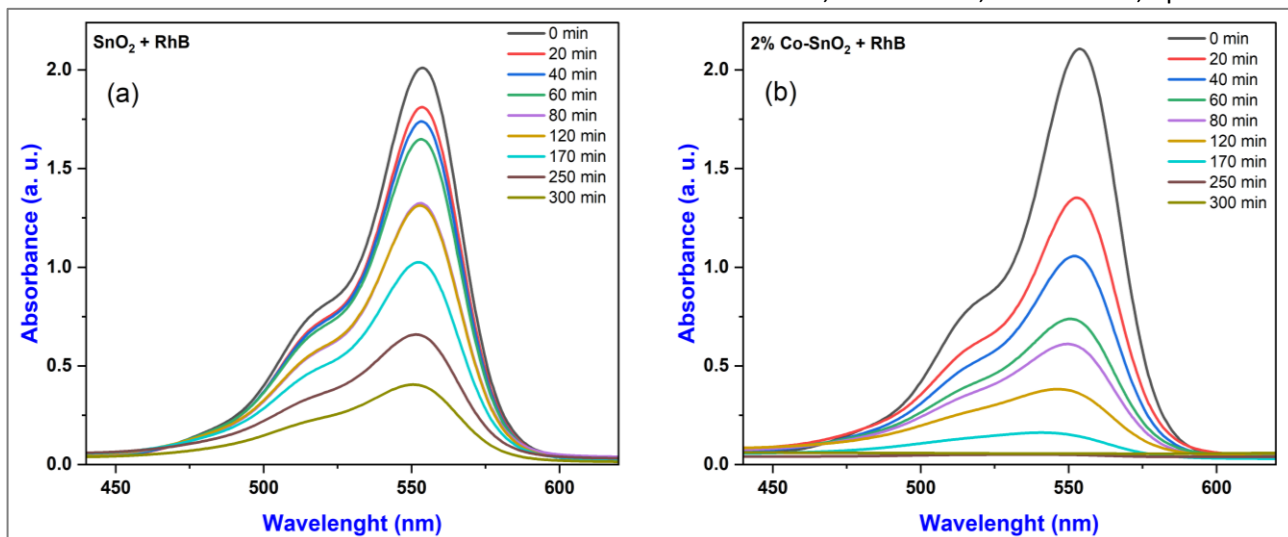 SnO₂ + RhB
(a)
0 min
20 min
40 min
60 min
80 min
120 min
170 min
250 min
300 min
2.0
1.5
1.0
0.5
0.0
450
500
550
600
Absorbance (a. u.)
Wavelenght (nm)
2% Co-SnO₂ + RhB
(b)
0 min
20 min
40 min
60 min
80 min
120 min
170 min
250 min
300 min
2.0
1.5
1.0
0.5
0.0
450
500
550
600
Absorbance (a. u.)
Wavelenght (nm)